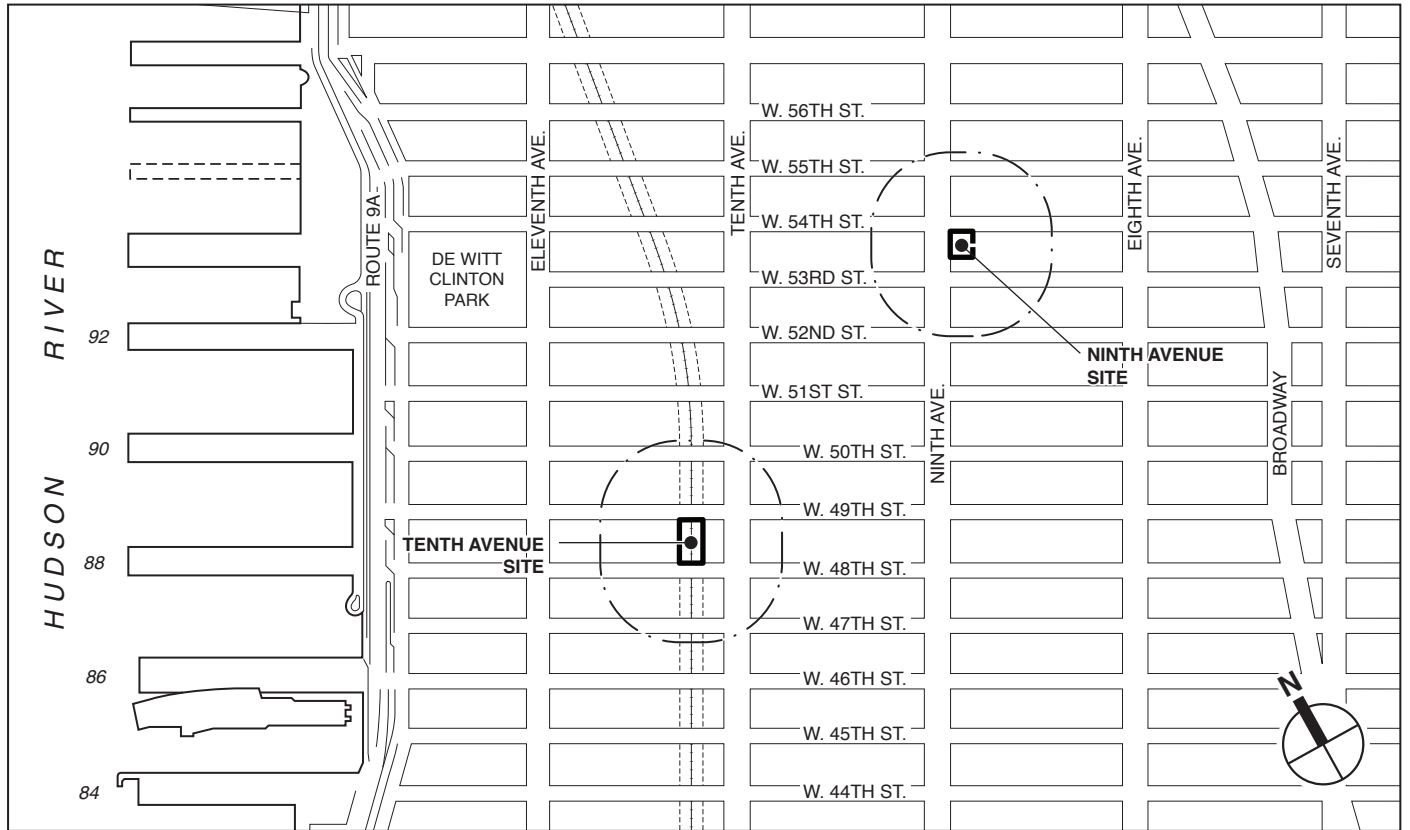 W. 56TH ST.
W. 55TH ST.
W. 54TH ST.
W. 53RD ST.
W. 52ND ST.
W. 51ST ST.
W. 50TH ST.
W. 49TH ST.
W. 48TH ST.
W. 47TH ST.
W. 46TH ST.
W. 45TH ST.
W. 44TH ST.
HUDSON RIVER
92
90
88
86
84
ROUTE 9A
DE WITT
CLINTON
PARK
ELEVENTH AVE.
TENTH AVE.
NINTH AVE.
EIGHTH AVE.
BROADWAY
SEVENTH AVE.
NINTH AVENUE
SITE
TENTH AVENUE
SITE
N